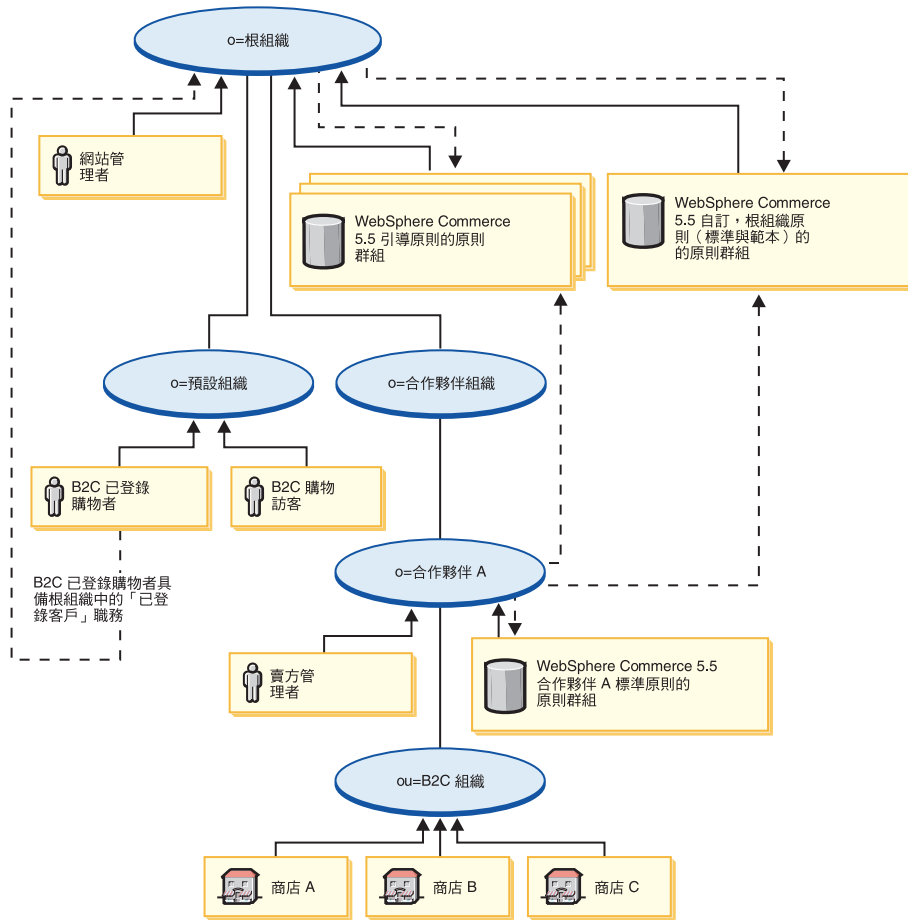 o=根組織
網站管
理者
WebSphere Commerce
5.5 引導原則的原則
群組
WebSphere Commerce
5.5 自訂，根組織原
則（標準與範本）的
的原則群組
o=預設組織
o=合作夥伴組織
B2C 已登錄
購物者
B2C 購物
訪客
B2C 已登錄購物者具
備根組織中的「已登
錄客戶」職務
o=合作夥伴 A
賣方管
理者
WebSphere Commerce 5.5
合作夥伴 A 標準原則的
原則群組
ou=B2C 組織
商店 A
商店 B
商店 C